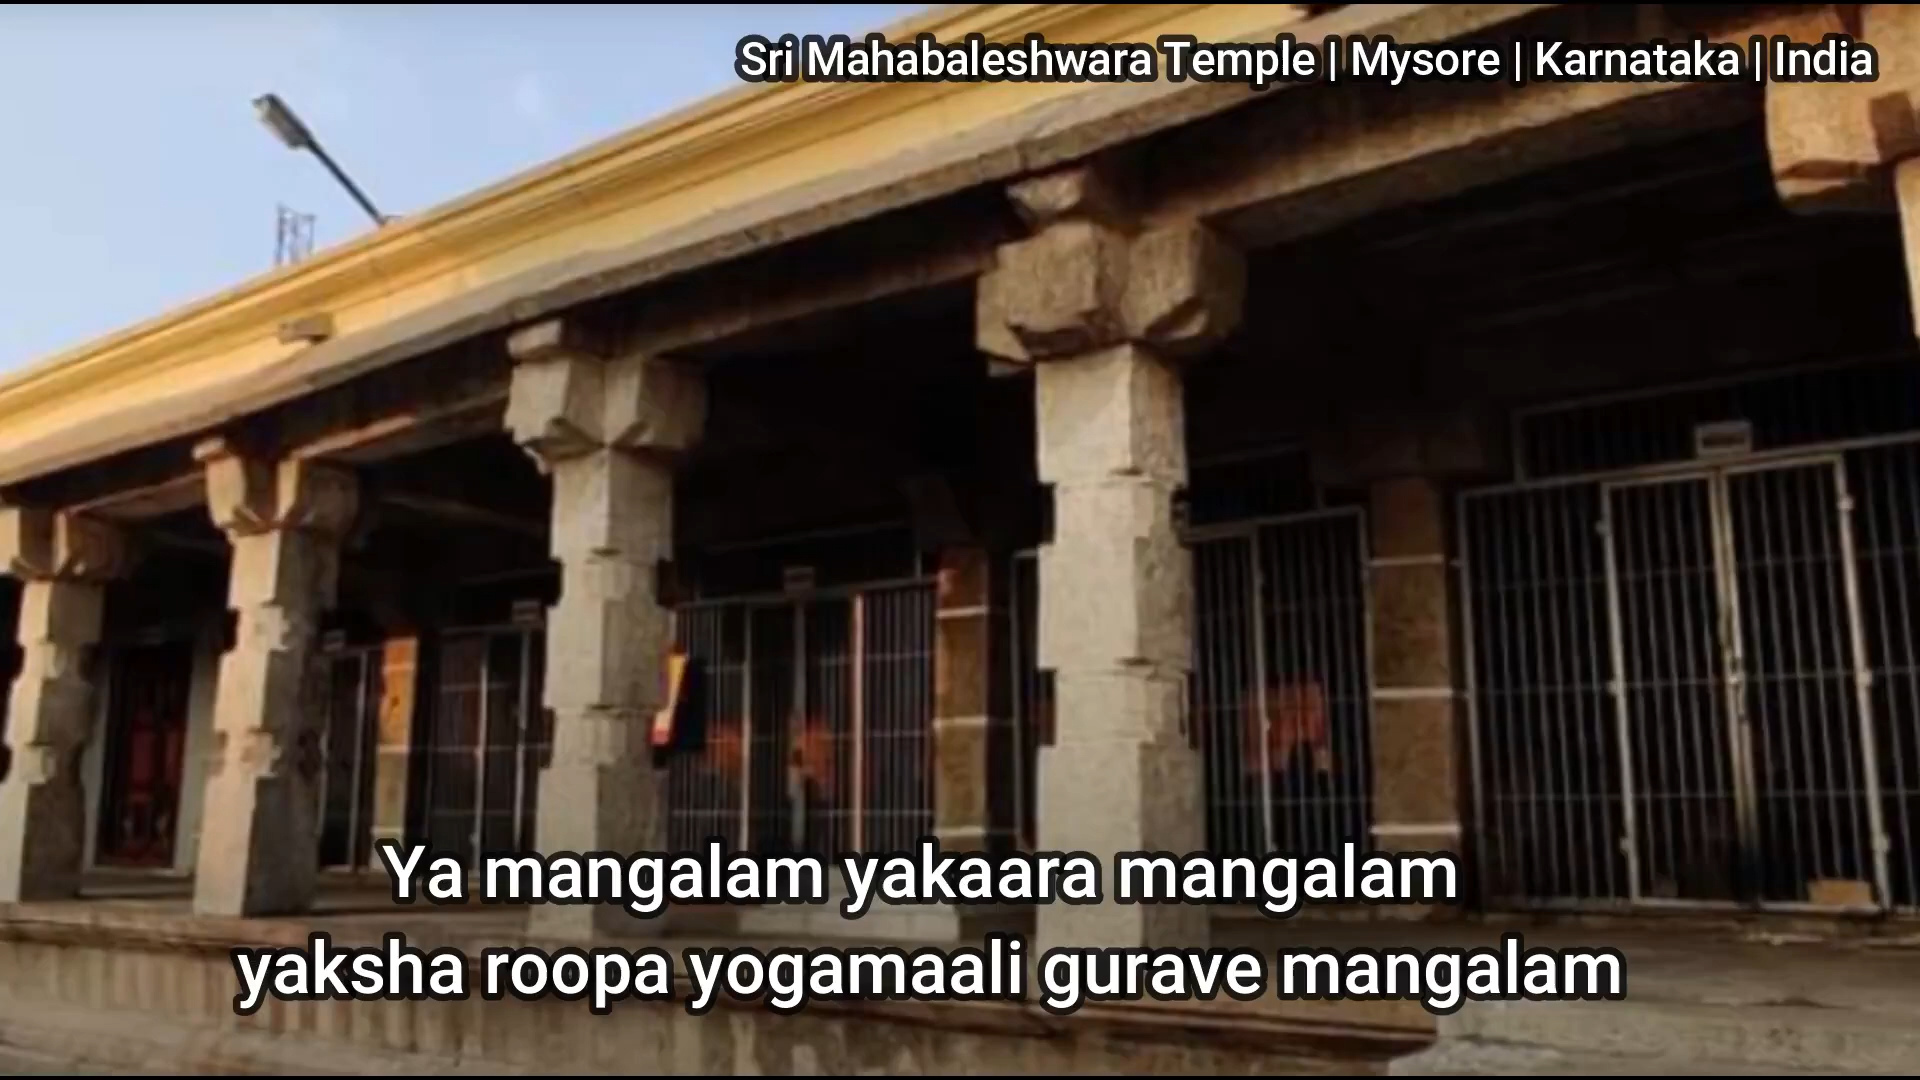 Sri Mahabaleshwara Temple | Mysore | Karnataka | India
Ya mangalam yakaara mangalam
yaksha roopa yogamaali gurave mangalam